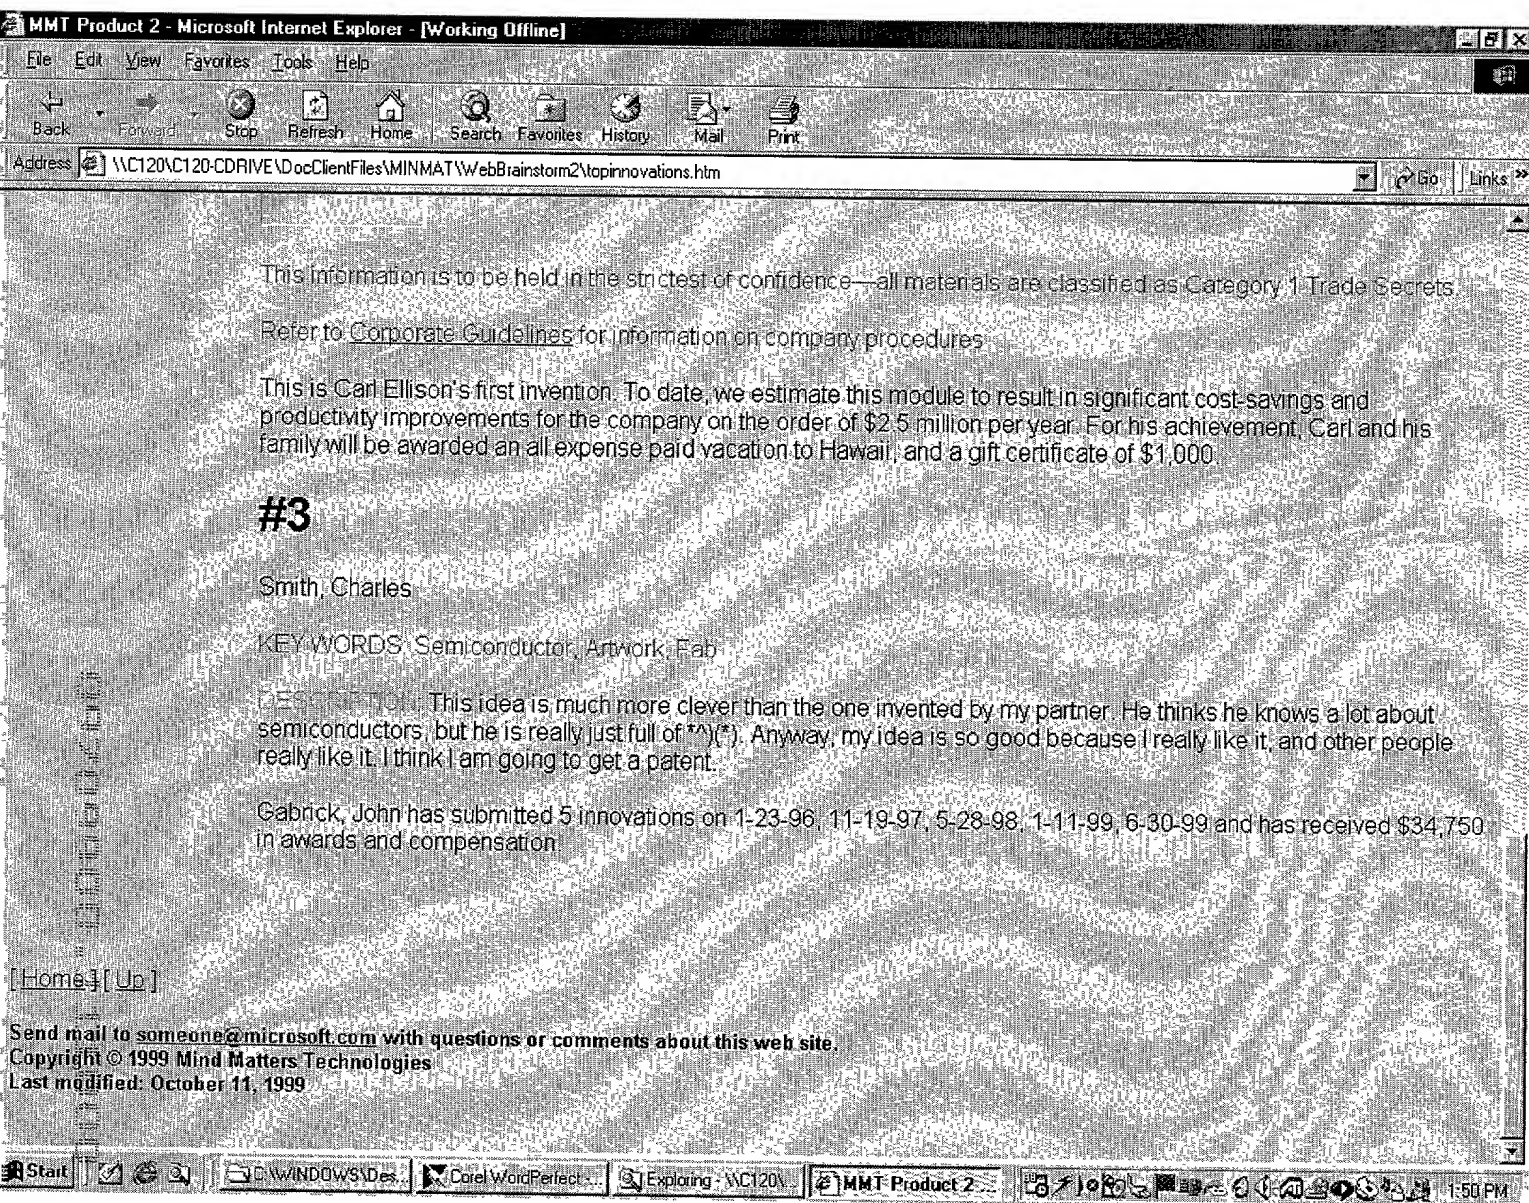 MMT Product 2 - Microsoft Internet Explorer - [Working Offline]
File Edit View Favorites Tools Help
Back Forward Stop Refresh Home Search Favorites History Mail Print
Address \\C120\C120-CDRIVE\DocClientFiles\MINMAT\WebBrainstorm2\topinnovations.htm Go Links »
This information is to be held in the strictest of confidence—all materials are classified as Category 1 Trade Secrets.
Refer to Corporate Guidelines for information on company procedures
This is Carl Ellison's first invention. To date, we estimate this module to result in significant cost-savings and
productivity improvements for the company on the order of $2.5 million per year. For his achievement, Carl and his
family will be awarded an all expense paid vacation to Hawaii, and a gift certificate of $1,000
#3
Smith, Charles
KEY WORDS: Semiconductor, Artwork, Fab
DESCRIPTION: This idea is much more clever than the one invented by my partner. He thinks he knows a lot about
semiconductors, but he is really just full of *^)(*). Anyway, my idea is so good because I really like it, and other people
really like it. I think I am going to get a patent.
Gabrick, John has submitted 5 innovations on 1-23-96, 11-19-97, 5-28-98, 1-11-99, 6-30-99 and has received $34,750
in awards and compensation
[ Home ] [ Up ]
Send mail to someone@microsoft.com with questions or comments about this web site.
Copyright © 1999 Mind Matters Technologies
Last modified: October 11, 1999
Start C:\WINDOWS\Des... Corel WordPerfect -... Exploring - \\C120\... MMT Product 2 -... 1:50 PM